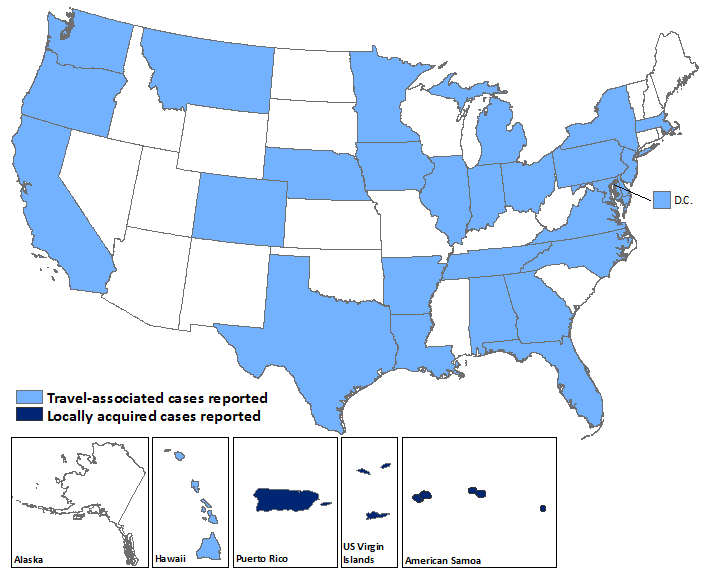 D.C.
Travel-associated cases reported
Locally acquired cases reported
Alaska
Hawaii
Puerto Rico
US Virgin
Islands
American Samoa